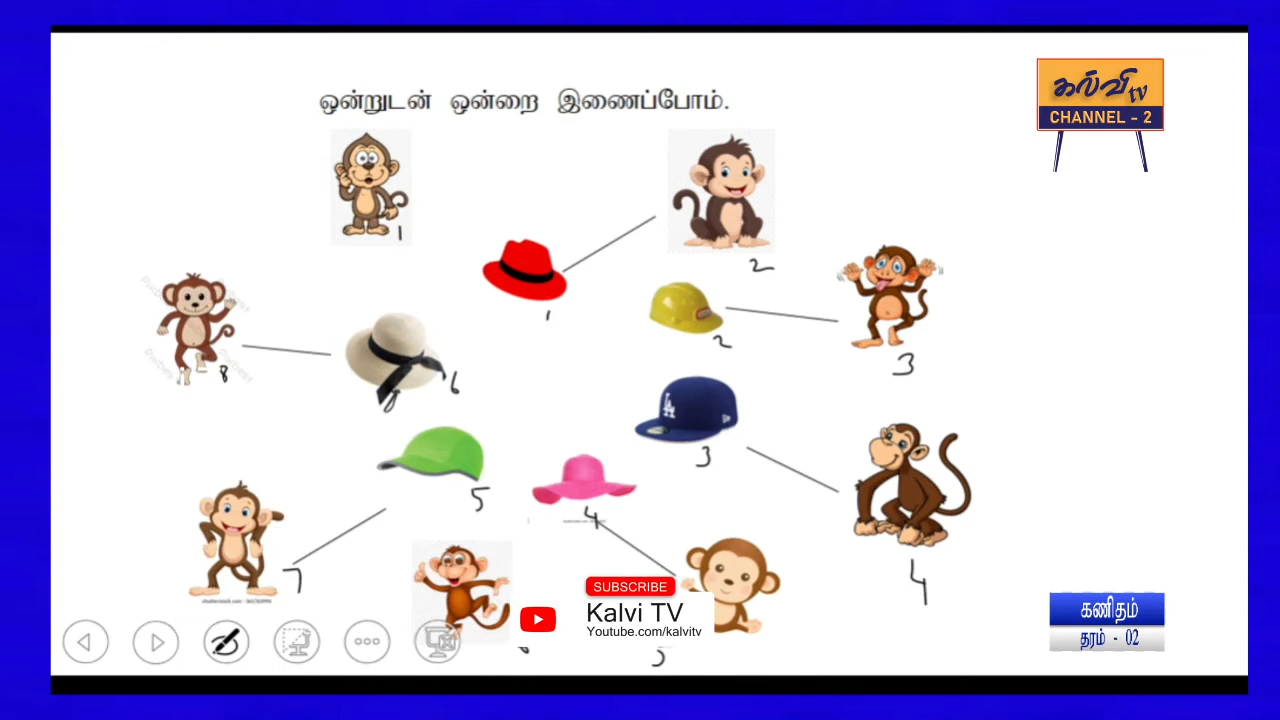 ஒன்றுடன் ஒன்றை இணைப்போம்.
கல்வி tv
CHANNEL - 2
1
2
1
2
3
8
6
LA
3
5
4
7
4
SUBSCRIBE
Kalvi TV
Youtube.com/kalvitv
5
கணிதம்
தரம் - 02